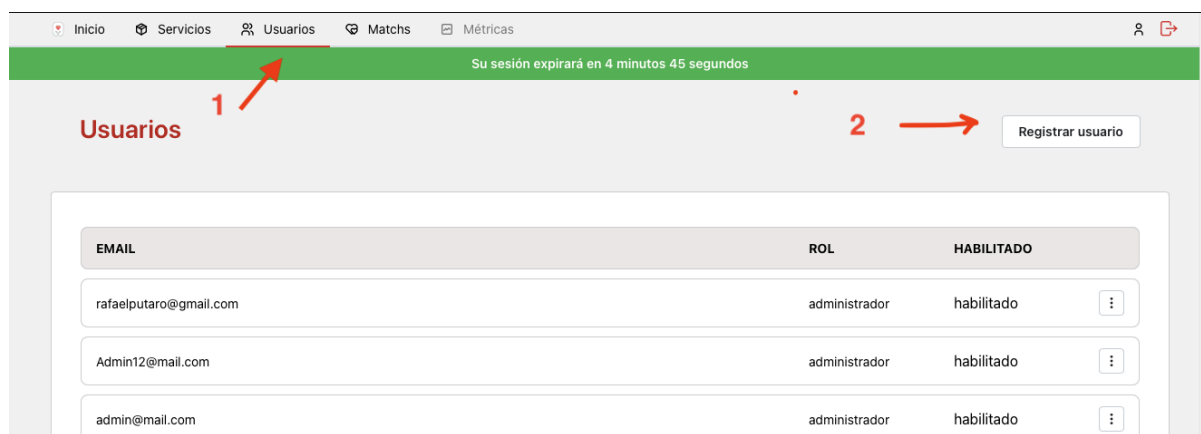 Inicio Servicios Usuarios Matchs Métricas
Su sesión expirará en 4 minutos 45 segundos
1
Usuarios
2
Registrar usuario
EMAIL ROL HABILITADO
rafaelputaro@gmail.com administrador habilitado
Admin12@mail.com administrador habilitado
admin@mail.com administrador habilitado